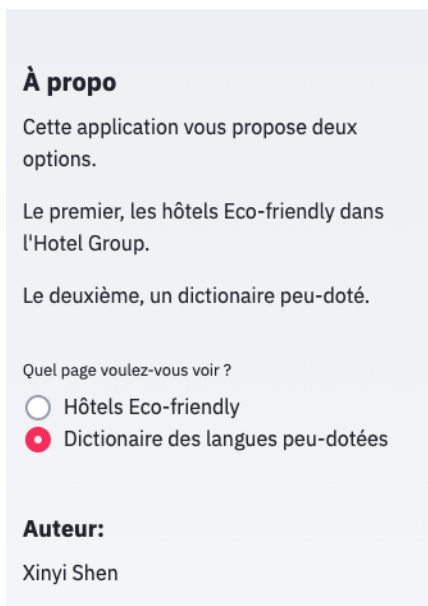 À propo
Cette application vous propose deux
options.
Le premier, les hôtels Eco-friendly dans
l'Hotel Group.
Le deuxième, un dictionaire peu-doté.
Quel page voulez-vous voir ?
Hôtels Eco-friendly
Dictionaire des langues peu-dotées
Auteur:
Xinyi Shen